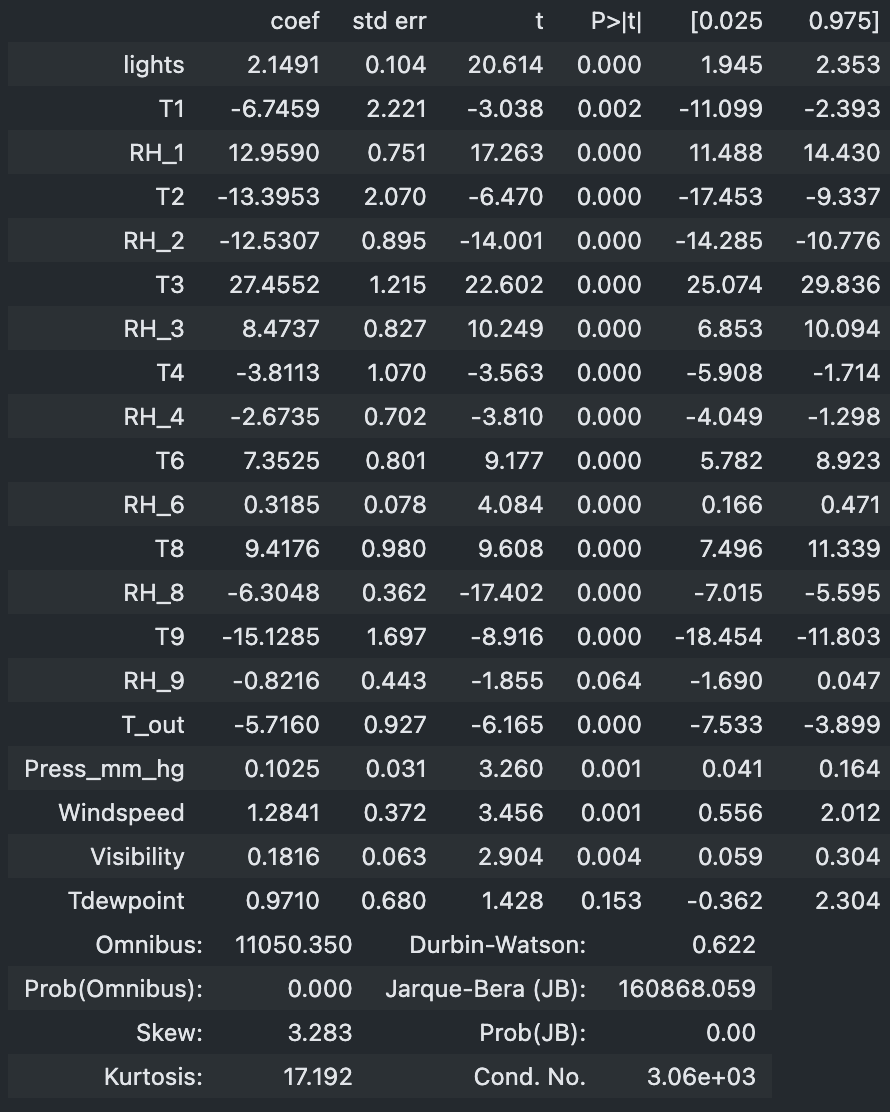 coef std err t P>|t| [0.025 0.975]
lights 2.1491 0.104 20.614 0.000 1.945 2.353
T1 -6.7459 2.221 -3.038 0.002 -11.099 -2.393
RH_1 12.9590 0.751 17.263 0.000 11.488 14.430
T2 -13.3953 2.070 -6.470 0.000 -17.453 -9.337
RH_2 -12.5307 0.895 -14.001 0.000 -14.285 -10.776
T3 27.4552 1.215 22.602 0.000 25.074 29.836
RH_3 8.4737 0.827 10.249 0.000 6.853 10.094
T4 -3.8113 1.070 -3.563 0.000 -5.908 -1.714
RH_4 -2.6735 0.702 -3.810 0.000 -4.049 -1.298
T6 7.3525 0.801 9.177 0.000 5.782 8.923
RH_6 0.3185 0.078 4.084 0.000 0.166 0.471
T8 9.4176 0.980 9.608 0.000 7.496 11.339
RH_8 -6.3048 0.362 -17.402 0.000 -7.015 -5.595
T9 -15.1285 1.697 -8.916 0.000 -18.454 -11.803
RH_9 -0.8216 0.443 -1.855 0.064 -1.690 0.047
T_out -5.7160 0.927 -6.165 0.000 -7.533 -3.899
Press_mm_hg 0.1025 0.031 3.260 0.001 0.041 0.164
Windspeed 1.2841 0.372 3.456 0.001 0.556 2.012
Visibility 0.1816 0.063 2.904 0.004 0.059 0.304
Tdewpoint 0.9710 0.680 1.428 0.153 -0.362 2.304
Omnibus: 11050.350 Durbin-Watson: 0.622
Prob(Omnibus): 0.000 Jarque-Bera (JB): 160868.059
Skew: 3.283 Prob(JB): 0.00
Kurtosis: 17.192 Cond. No. 3.06e+03